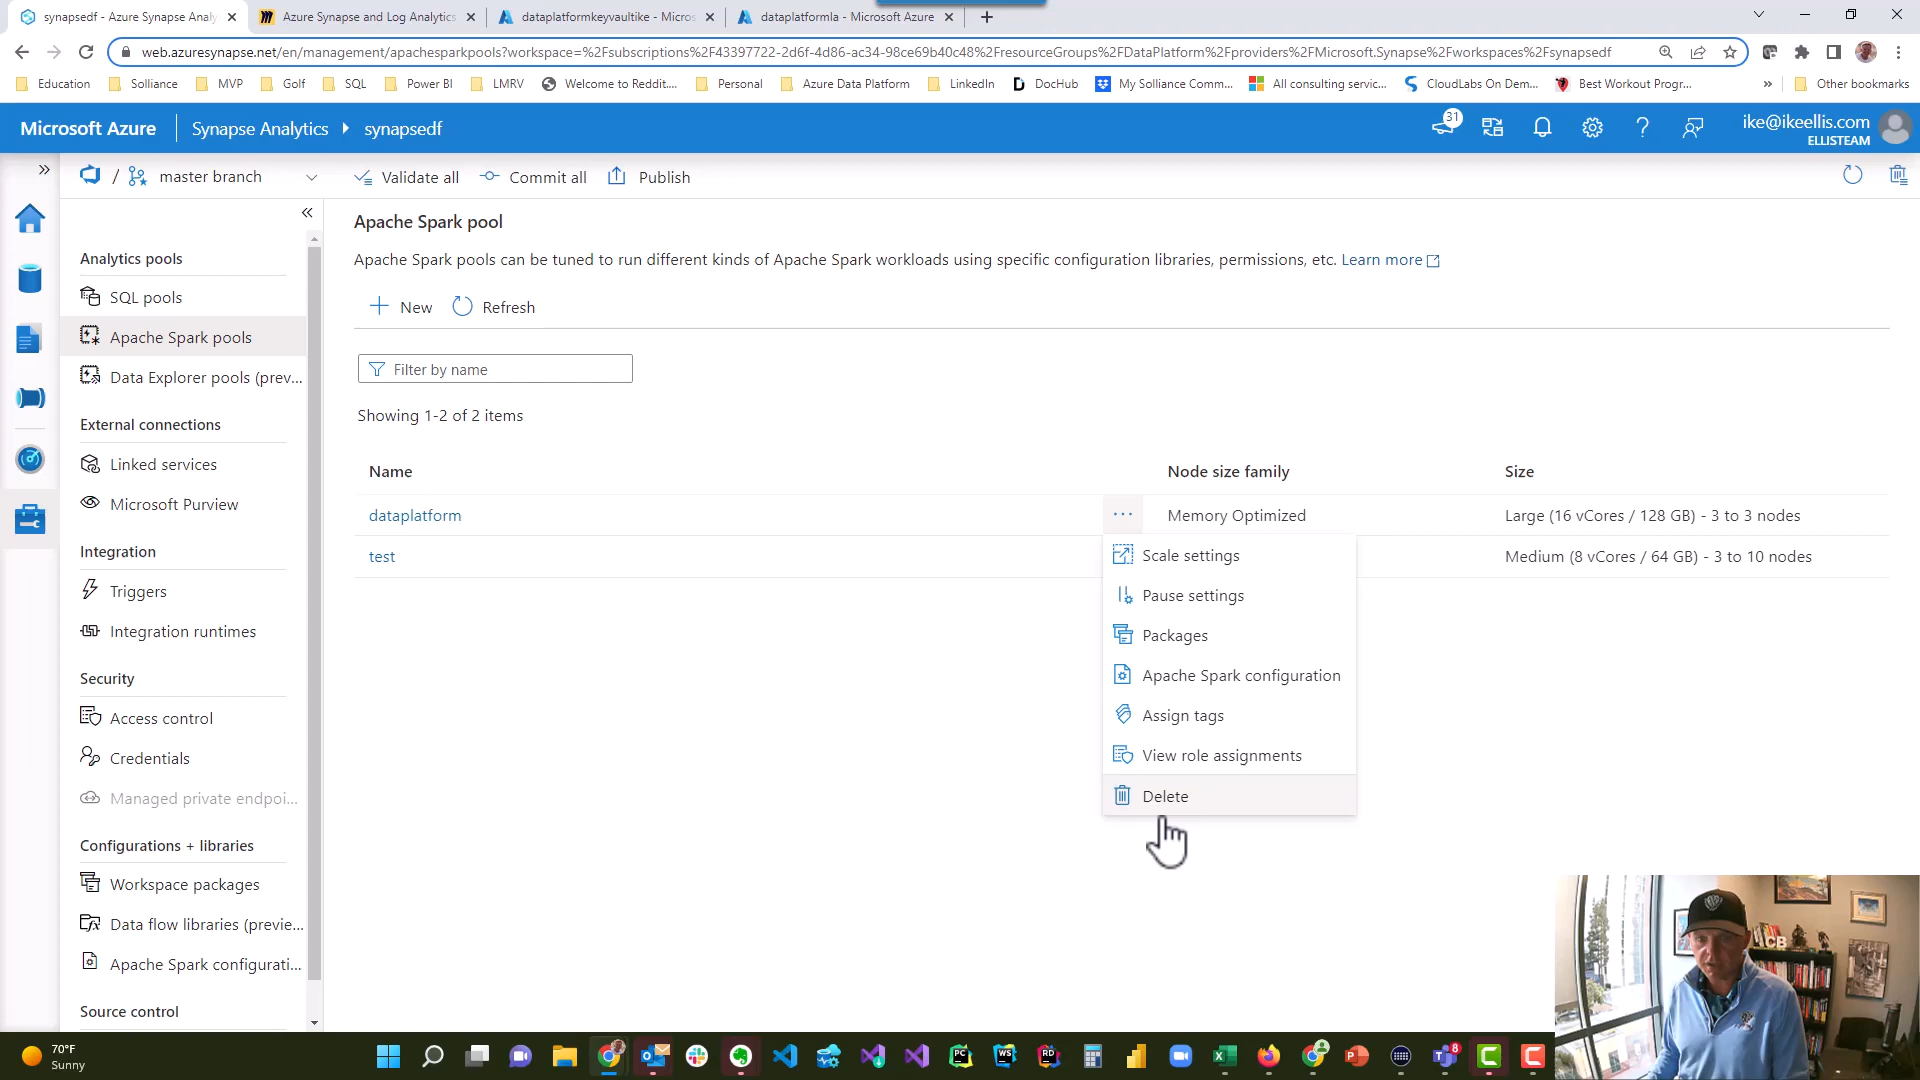 synapsedf - Azure Synapse Analy
Azure Synapse and Log Analytics
dataplatformkeyvaultike - Micros
dataplatformla - Microsoft Azure
web.azuresynapse.net/en/management/apachesparkpools?workspace=%2Fsubscriptions%2F43397722-2d6f-4d86-ac34-98ce69b40c48%2FresourceGroups%2FDataPlatform%2Fproviders%2FMicrosoft.Synapse%2Fworkspaces%2Fsynapsedf
Education
Solliance
MVP
Golf
SQL
Power BI
LMRV
Welcome to Reddit,...
Personal
Azure Data Platform
LinkedIn
DocHub
My Solliance Comm...
All consulting servic...
CloudLabs On Dem...
Best Workout Progr...
»
Other bookmarks
Microsoft Azure
Synapse Analytics
synapsedf
31
ike@ikeellis.com
ELLISTEAM
/ master branch
Validate all
Commit all
Publish
Analytics pools
SQL pools
Apache Spark pools
Data Explorer pools (prev...
External connections
Linked services
Microsoft Purview
Integration
Triggers
Integration runtimes
Security
Access control
Credentials
Managed private endpoi...
Configurations + libraries
Workspace packages
Data flow libraries (previe...
Apache Spark configurati...
Source control
Apache Spark pool
Apache Spark pools can be tuned to run different kinds of Apache Spark workloads using specific configuration libraries, permissions, etc. Learn more
New
Refresh
Filter by name
Showing 1-2 of 2 items
Name
Node size family
Size
dataplatform
...
Memory Optimized
Large (16 vCores / 128 GB) - 3 to 3 nodes
test
Medium (8 vCores / 64 GB) - 3 to 10 nodes
Scale settings
Pause settings
Packages
Apache Spark configuration
Assign tags
View role assignments
Delete
CB
70°F
Sunny
PC
WS
RD
8